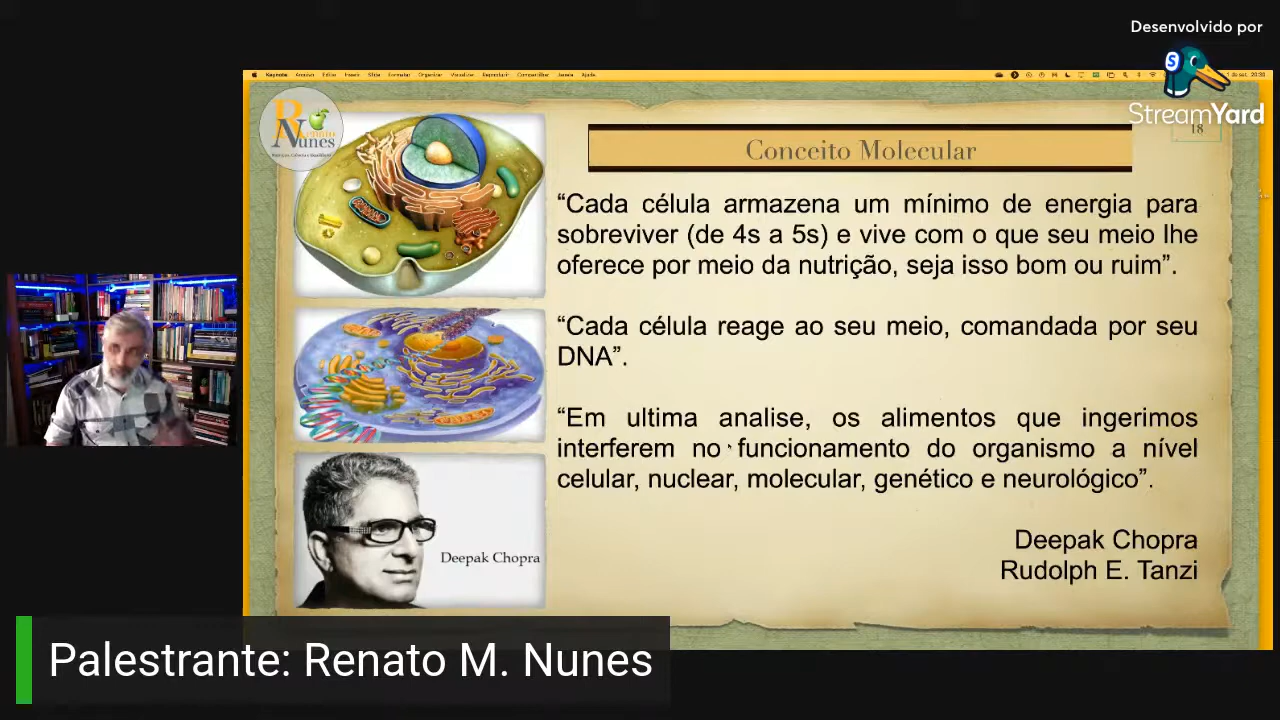 Desenvolvido por
StreamYard
18
Renato
Nunes
Conceito Molecular
“Cada célula armazena um mínimo de energia para
sobreviver (de 4s a 5s) e vive com o que seu meio lhe
oferece por meio da nutrição, seja isso bom ou ruim”.
“Cada célula reage ao seu meio, comandada por seu
DNA”.
“Em ultima analise, os alimentos que ingerimos
interferem no funcionamento do organismo a nível
celular, nuclear, molecular, genético e neurológico”.
Deepak Chopra
Deepak Chopra
Rudolph E. Tanzi
Palestrante: Renato M. Nunes